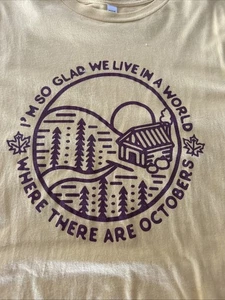 I'M SO GLAD WE LIVE IN A WORLD
WHERE THERE ARE OCTOBERS